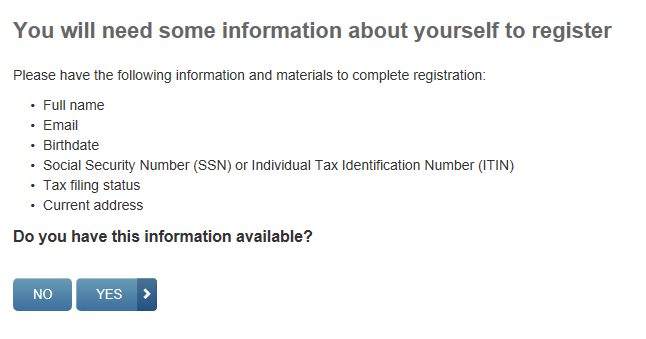 You will need some information about yourself to register
Please have the following information and materials to complete registration:
• Full name
• Email
• Birthdate
• Social Security Number (SSN) or Individual Tax Identification Number (ITIN)
• Tax filing status
• Current address
Do you have this information available?
NO YES